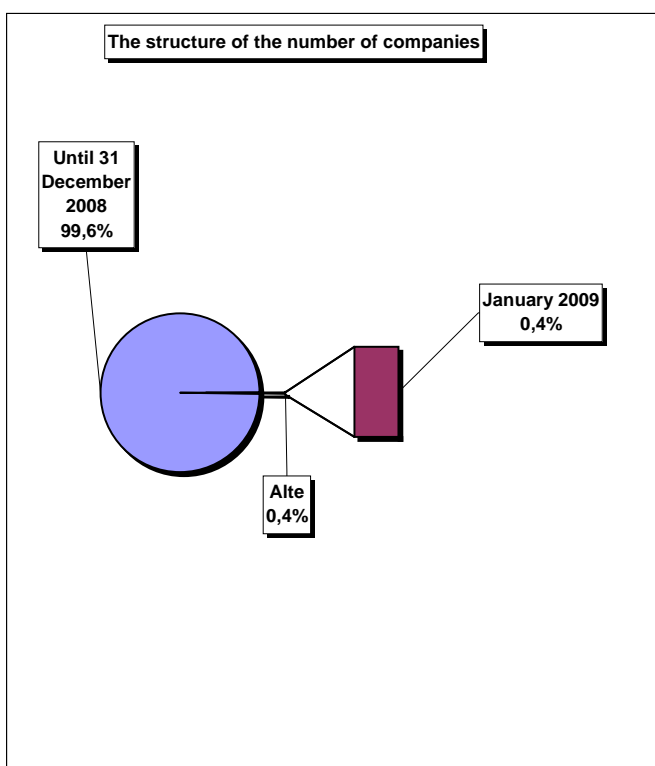 The structure of the number of companies
Until 31
December
2008
99,6%
January 2009
0,4%
Alte
0,4%